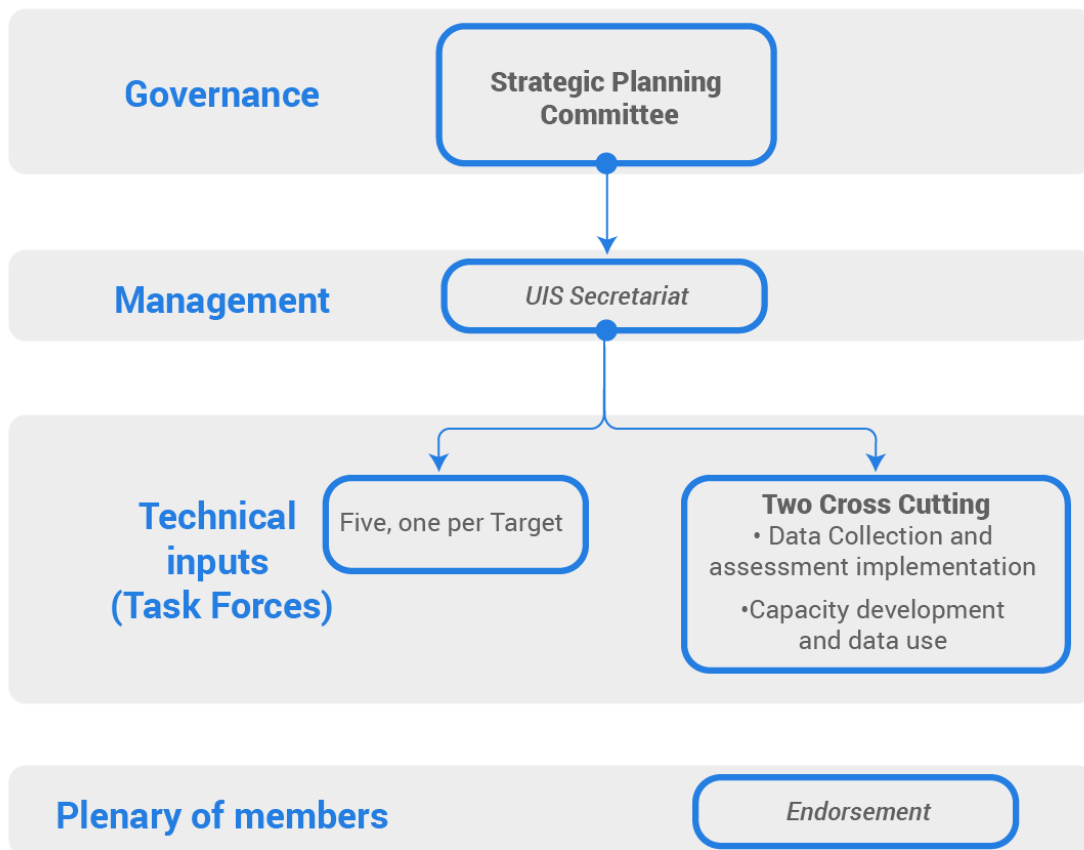 Governance
Strategic Planning
Committee
Management
UIS Secretariat
Technical
inputs
(Task Forces)
Five, one per Target
Two Cross Cutting
• Data Collection and
assessment implementation
•Capacity development
and data use
Plenary of members
Endorsement